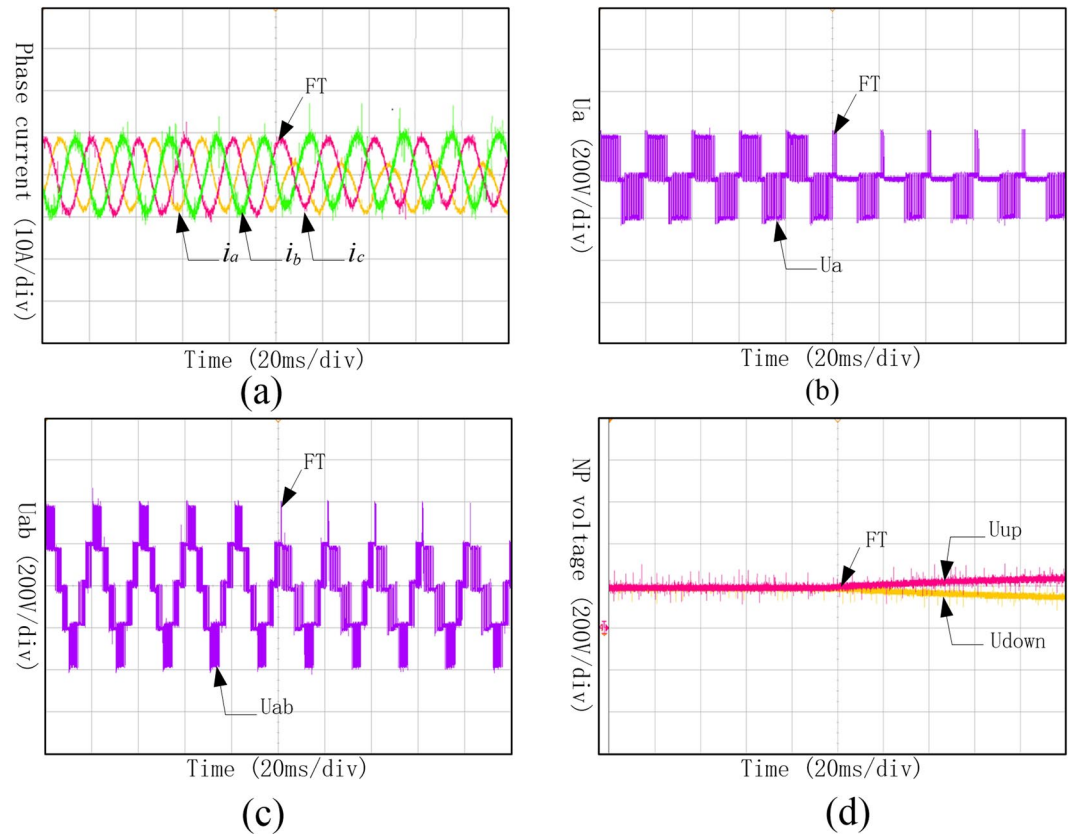 Phase current (10A/div)
FT
ia
ib
ic
Time (20ms/div)
(a)
Ua (200V/div)
FT
Ua
Time (20ms/div)
(b)
Uab (200V/div)
FT
Uab
Time (20ms/div)
(c)
NP voltage (200V/div)
FT
Uup
Udown
Time (20ms/div)
(d)